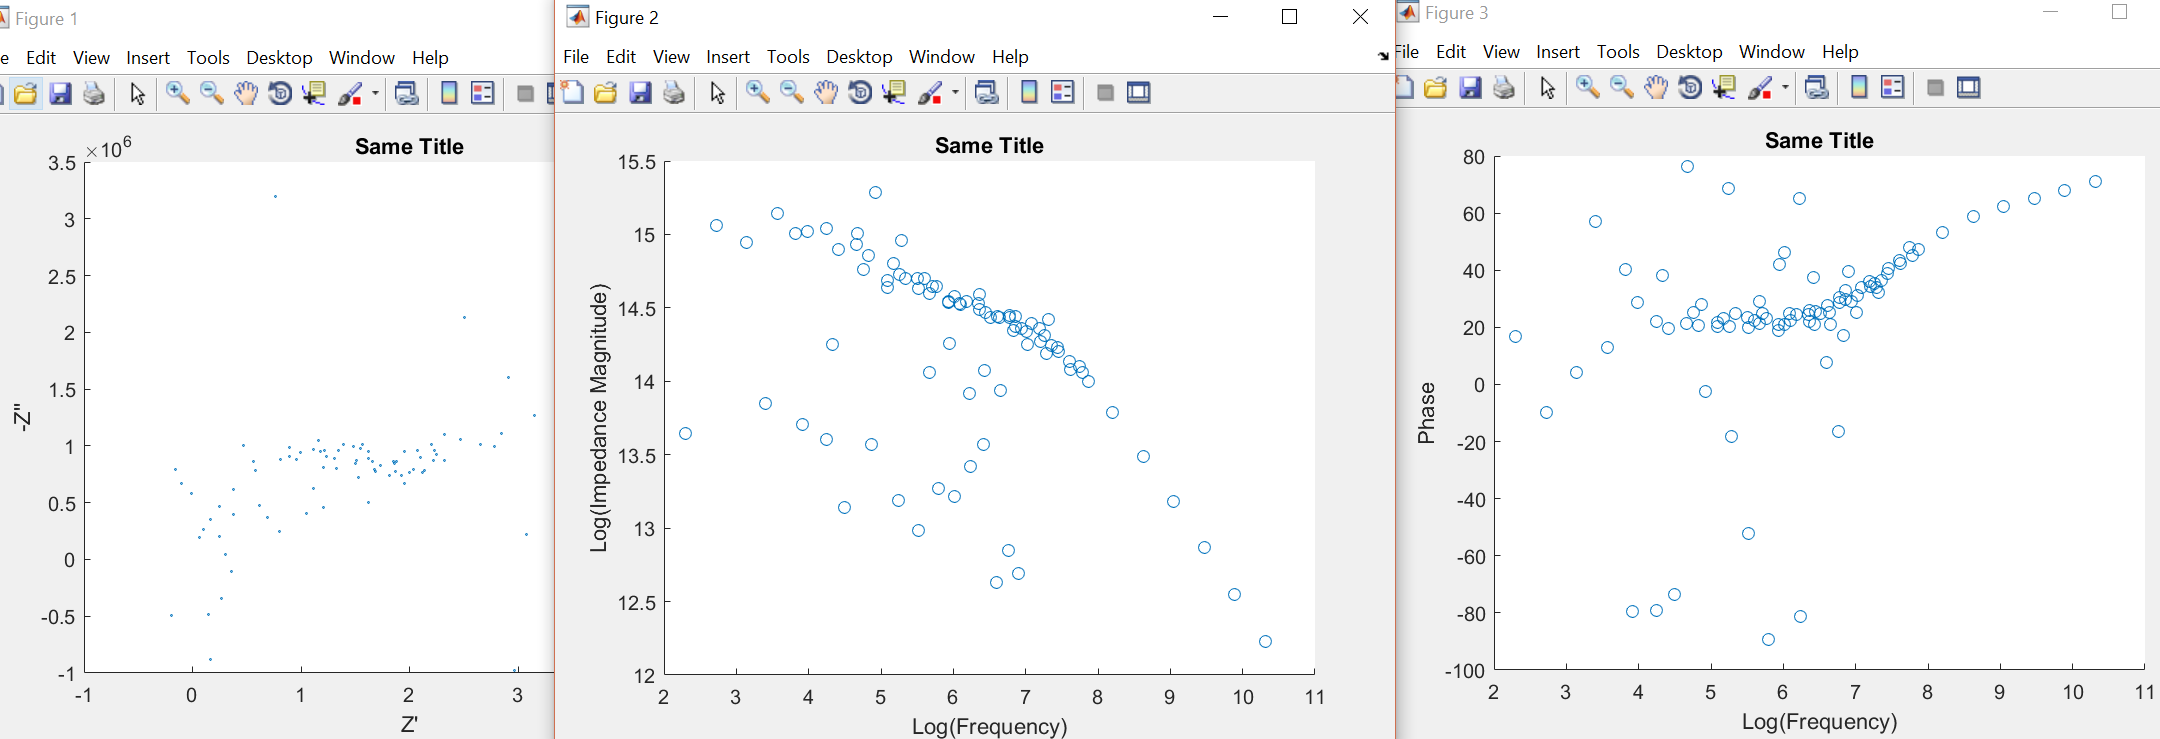 Figure 1
e Edit View Insert Tools Desktop Window Help
Same Title
×10^6
3.5
3
2.5
2
1.5
1
0.5
0
-0.5
-1
-Z''
-1 0 1 2 3
Z'
Figure 2
File Edit View Insert Tools Desktop Window Help
Same Title
15.5
15
14.5
14
13.5
13
12.5
12
Log(Impedance Magnitude)
2 3 4 5 6 7 8 9 10 11
Log(Frequency)
Figure 3
File Edit View Insert Tools Desktop Window Help
Same Title
80
60
40
20
0
-20
-40
-60
-80
-100
Phase
2 3 4 5 6 7 8 9 10 11
Log(Frequency)